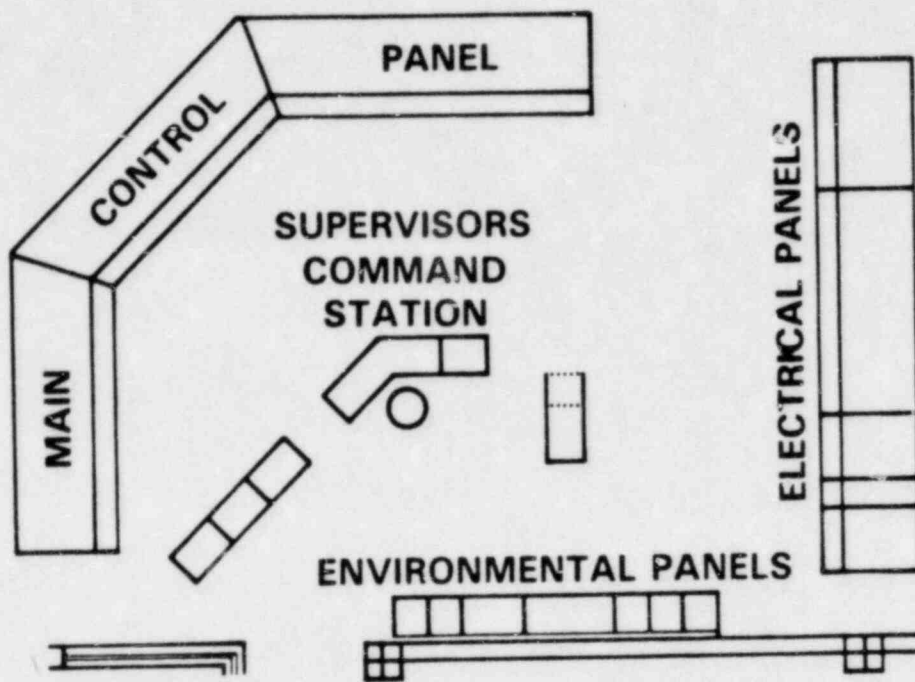 PANEL
CONTROL
MAIN
SUPERVISORS
COMMAND
STATION
ELECTRICAL PANELS
ENVIRONMENTAL PANELS